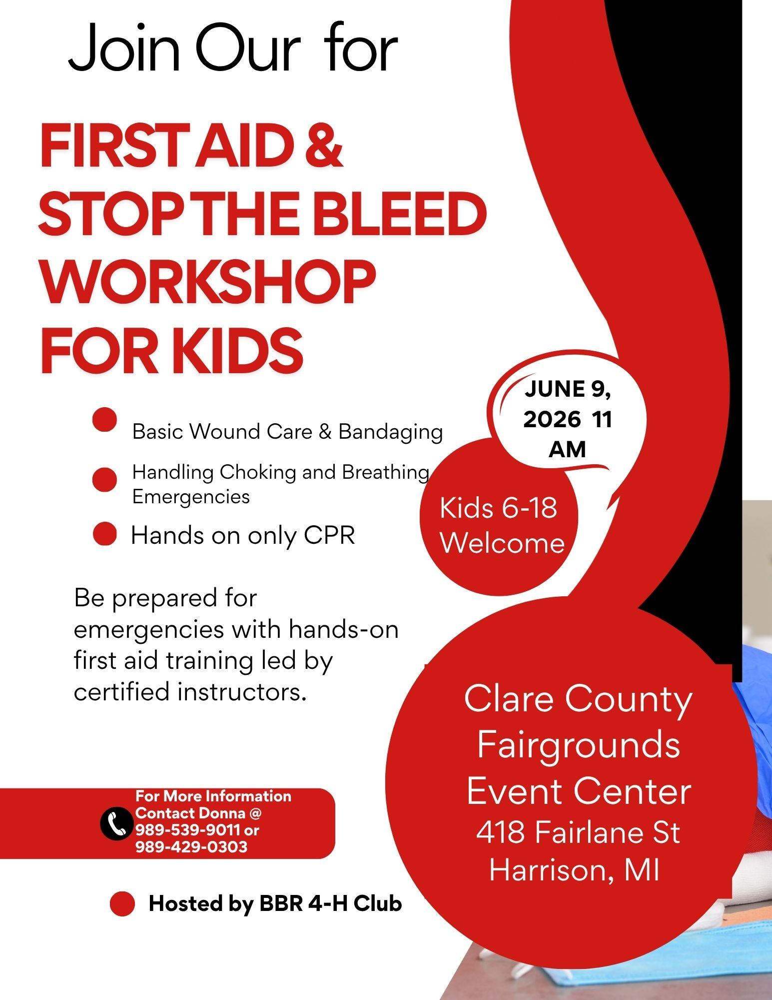 Join Our for
FIRST AID &
STOP THE BLEED
WORKSHOP
FOR KIDS
JUNE 9,
2026 11
AM
Basic Wound Care & Bandaging
Handling Choking and Breathing
Emergencies
Hands on only CPR
Kids 6-18
Welcome
Be prepared for
emergencies with hands-on
first aid training led by
certified instructors.
Clare County
Fairgrounds
Event Center
418 Fairlane St
Harrison, MI
For More Information
Contact Donna @
989-539-9011 or
989-429-0303
Hosted by BBR 4-H Club